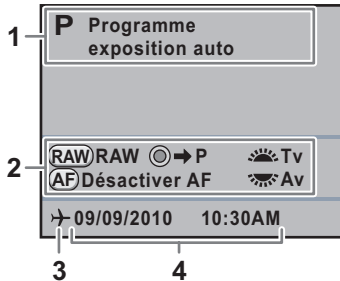 1
P Programme
exposition auto
2
RAW RAW ➔ P Tv
AF Désactiver AF Av
09/09/2010 10:30AM
3 4